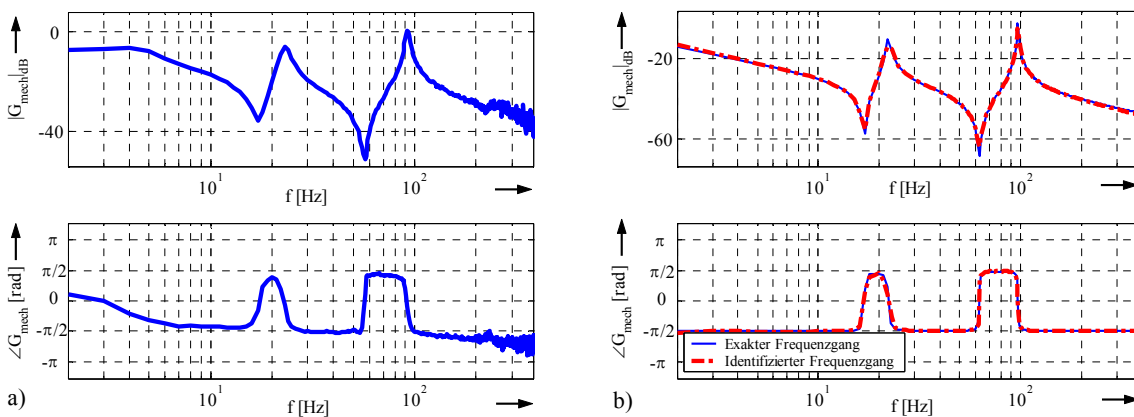 |G_mech|_dB
0
-40
10^1
10^2
f [Hz]
∠G_mech [rad]
π
π/2
0
-π/2
-π
10^1
10^2
f [Hz]
a)
|G_mech|_dB
-20
-60
10^1
10^2
f [Hz]
∠G_mech [rad]
π
π/2
0
-π/2
-π
Exakter Frequenzgang
Identifizierter Frequenzgang
10^1
10^2
f [Hz]
b)